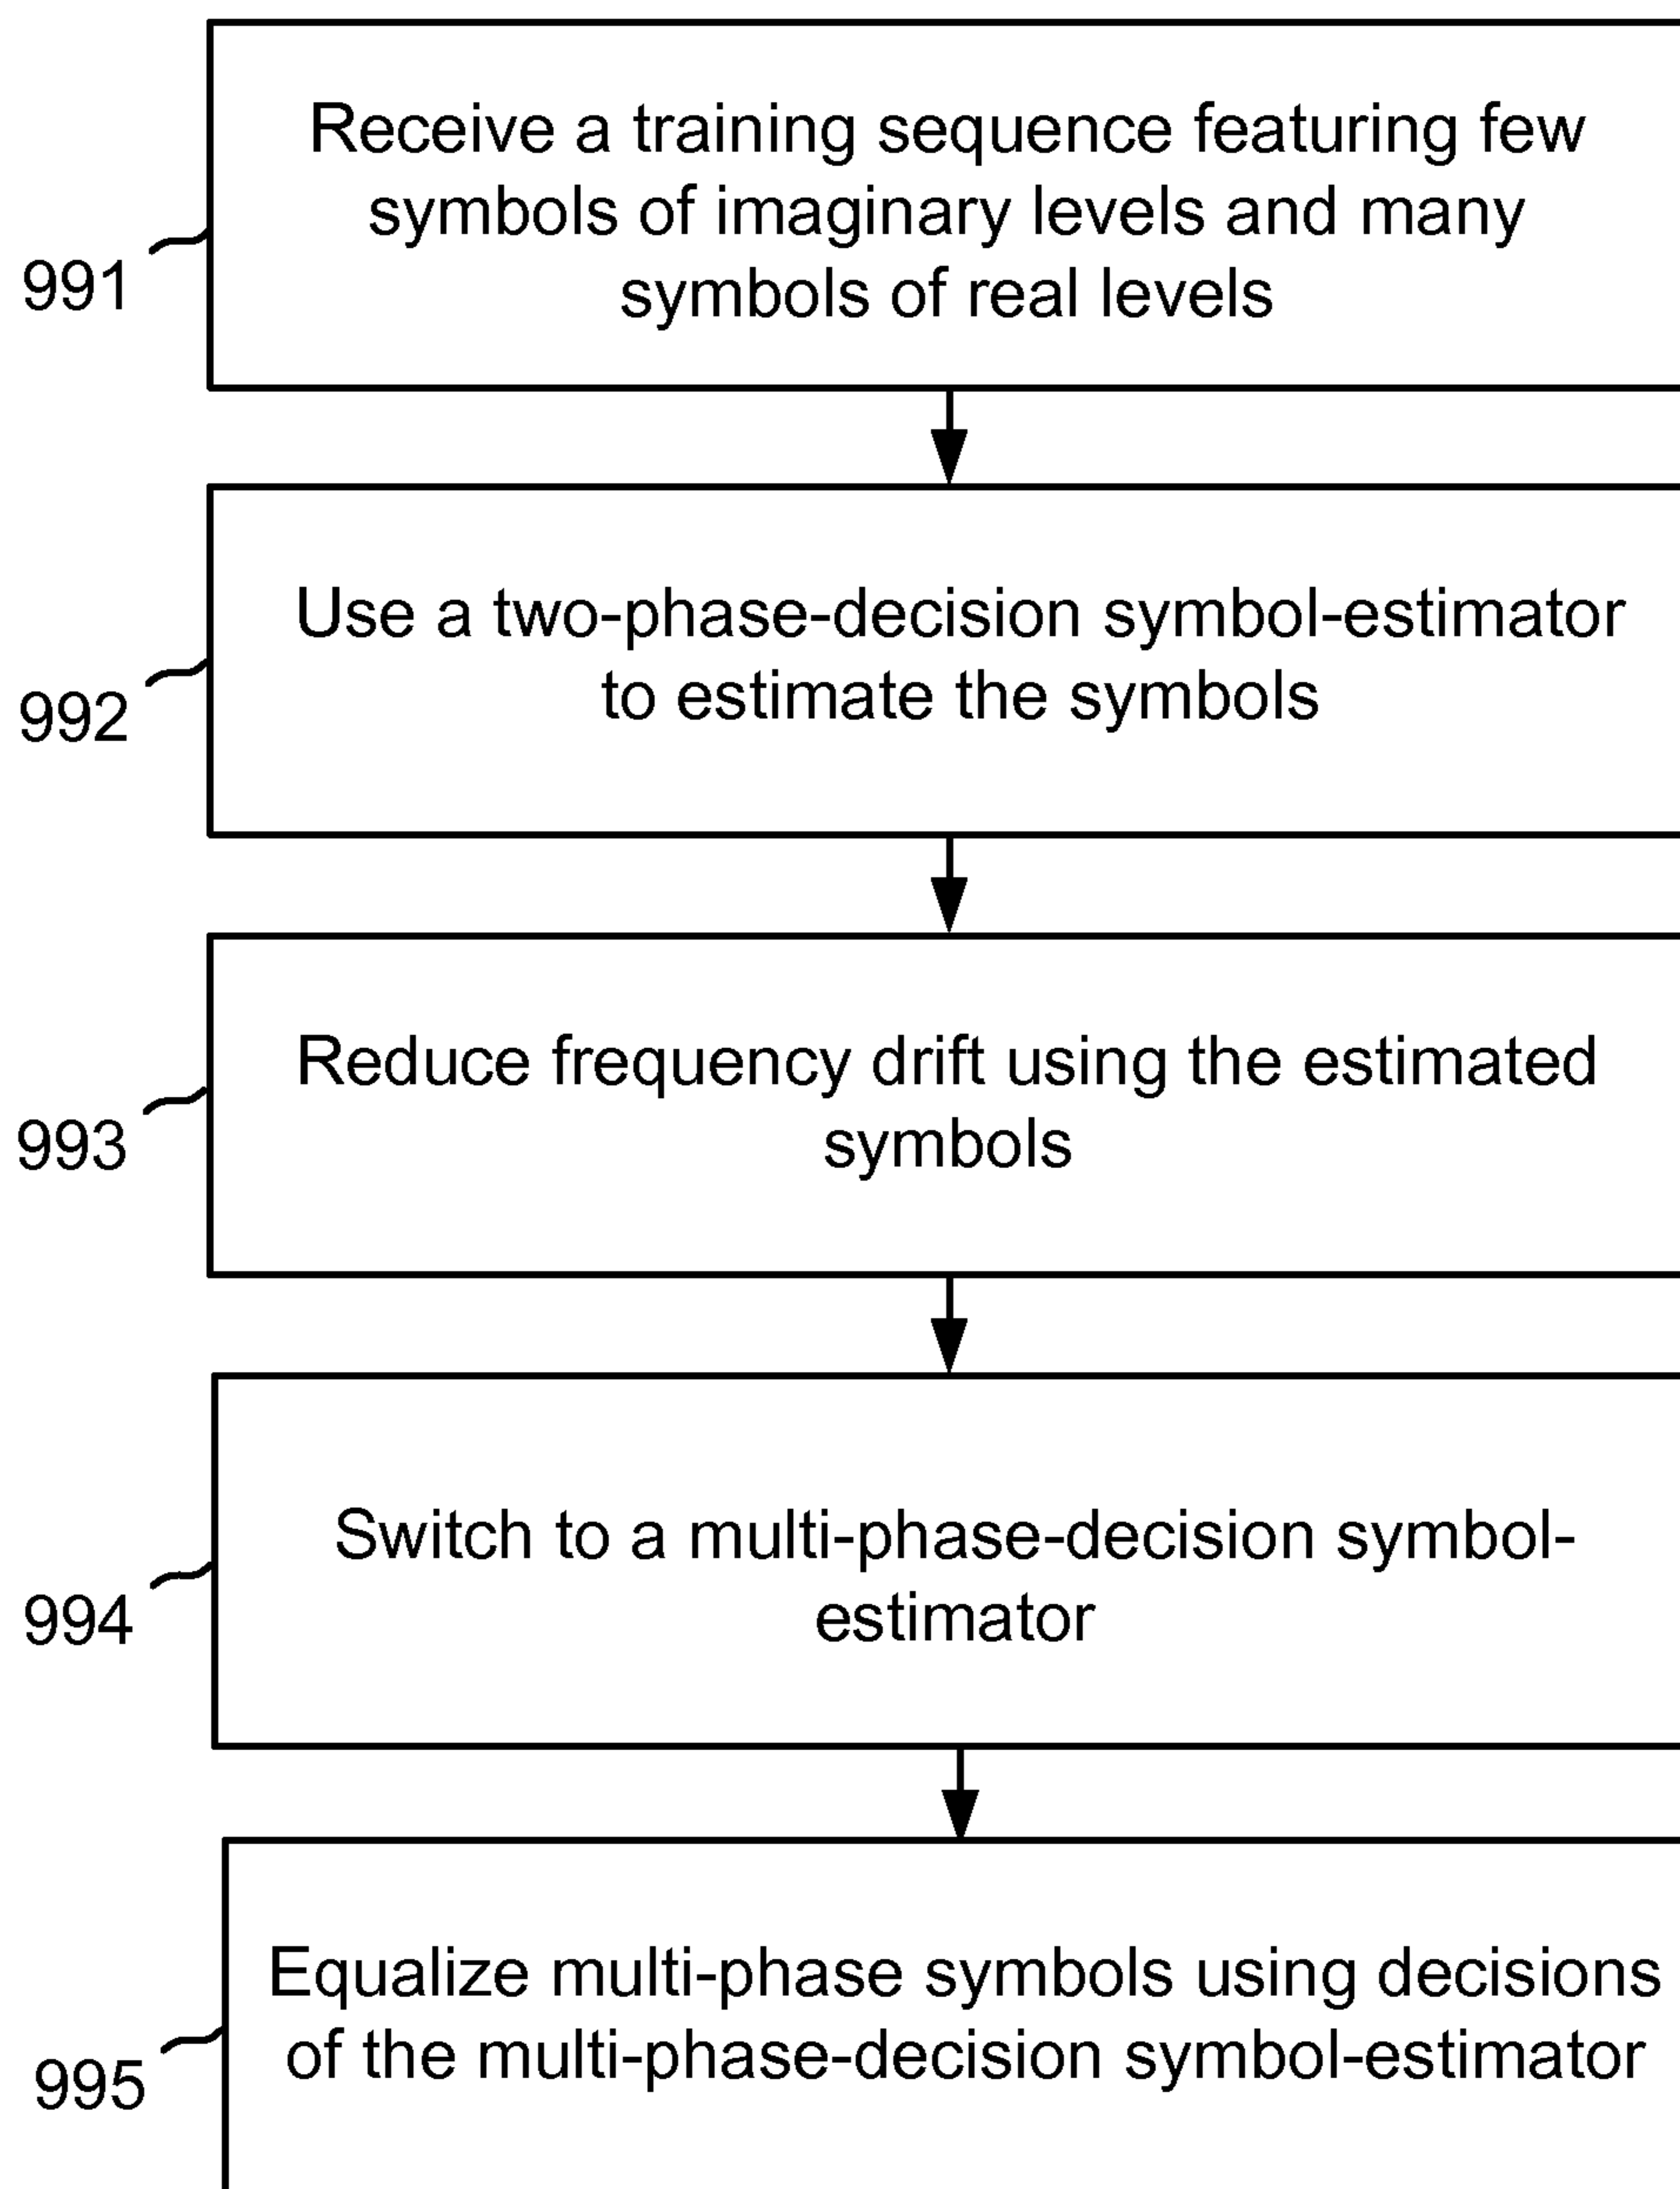 Receive a training sequence featuring few
symbols of imaginary levels and many
symbols of real levels
991
Use a two-phase-decision symbol-estimator
to estimate the symbols
992
Reduce frequency drift using the estimated
symbols
993
Switch to a multi-phase-decision symbol-
estimator
994
Equalize multi-phase symbols using decisions
of the multi-phase-decision symbol-estimator
995